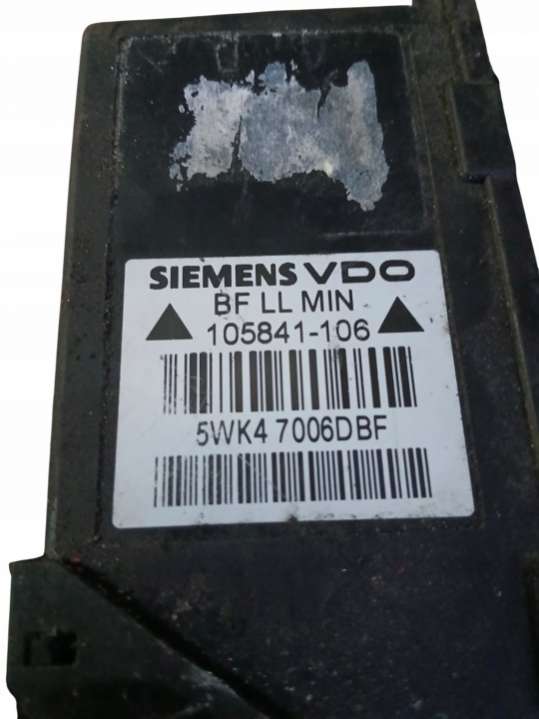 SIEMENS VDO
BF LL MIN
105841-106
5WK4 7006DBF